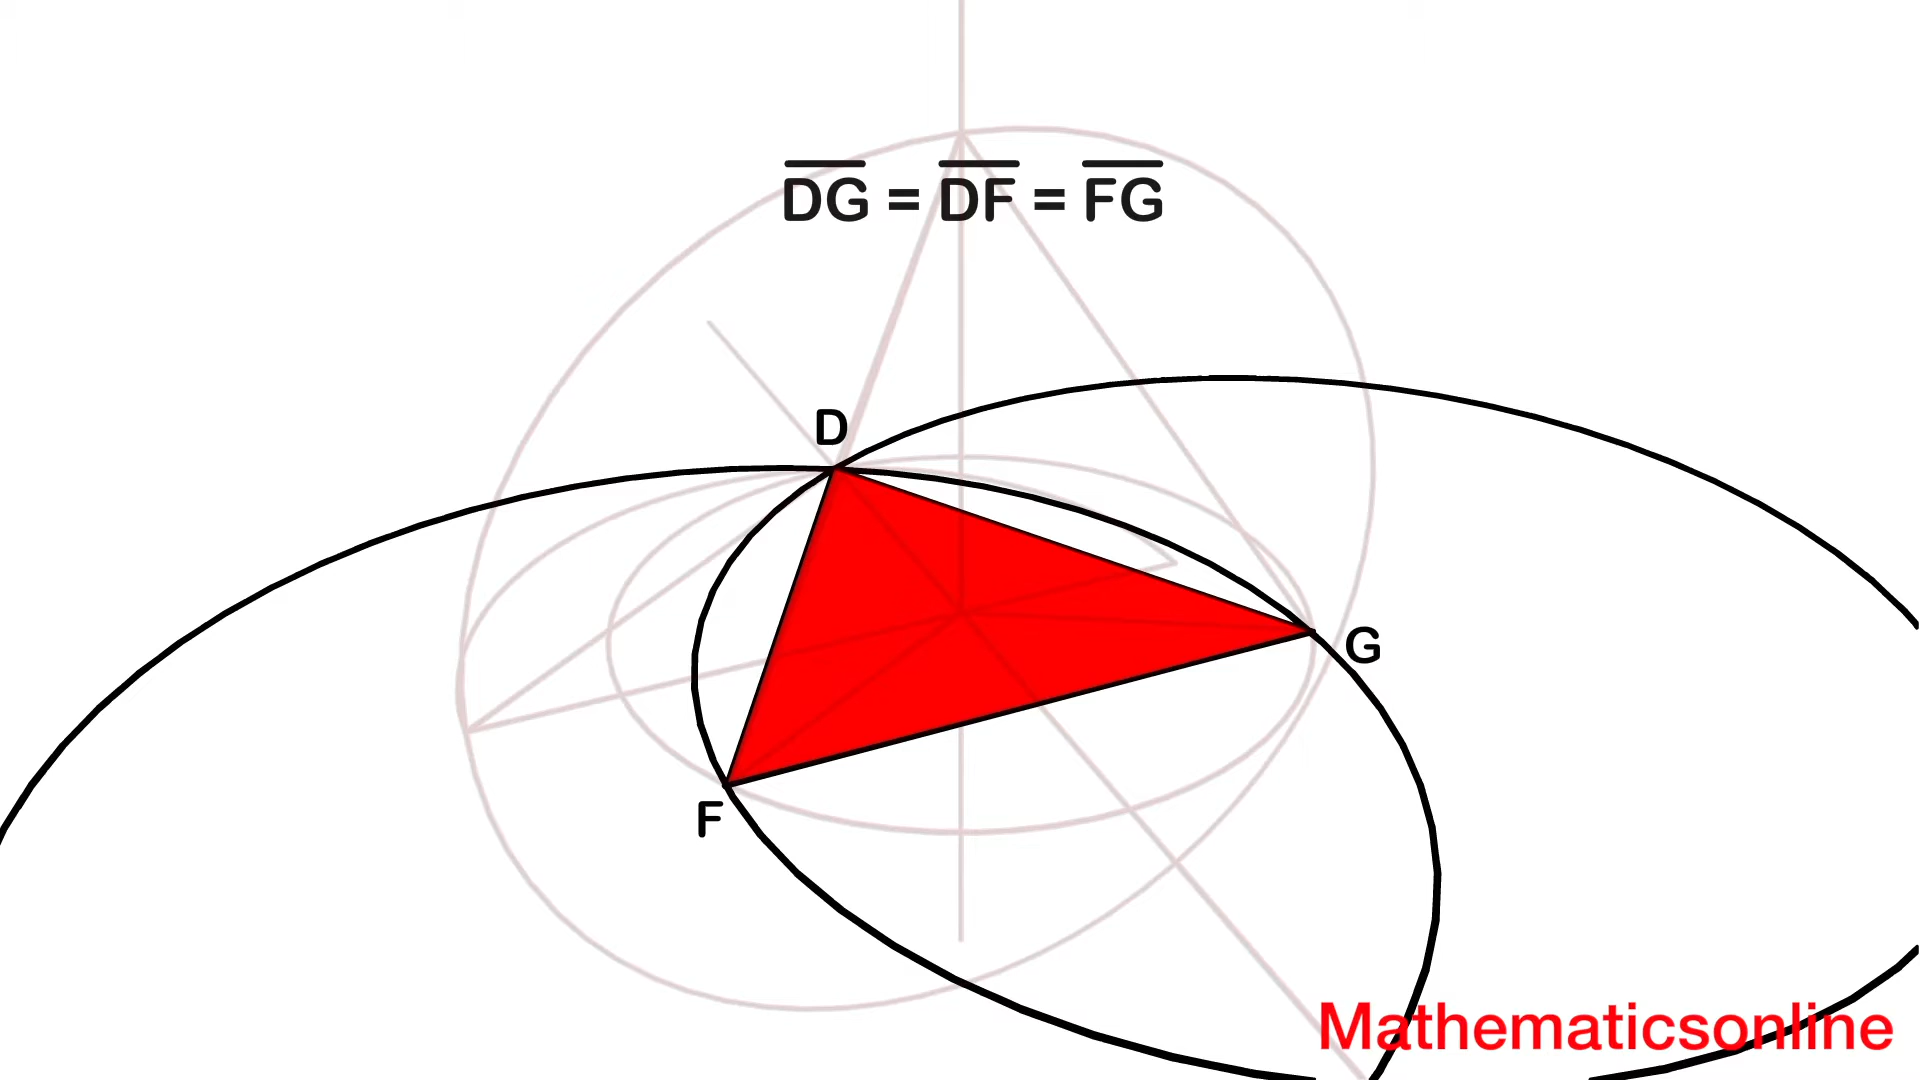 DG = DF = FG
D
G
F
Mathematicsonline